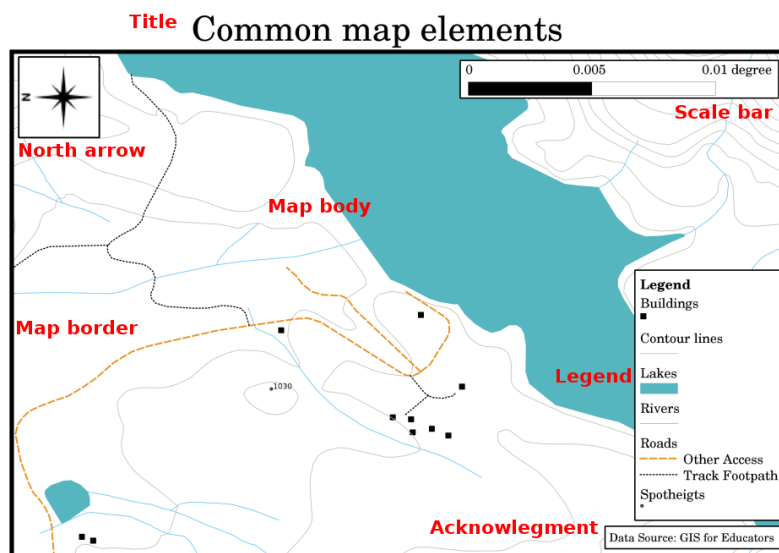 Title Common map elements
0 0.005 0.01 degree
N
Scale bar
North arrow
Map body
Legend
Buildings
Map border
Contour lines
Legend Lakes
1030
Rivers
Roads
Other Access
Track Footpath
Spotheigts
Acknowlegment
Data Source: GIS for Educators